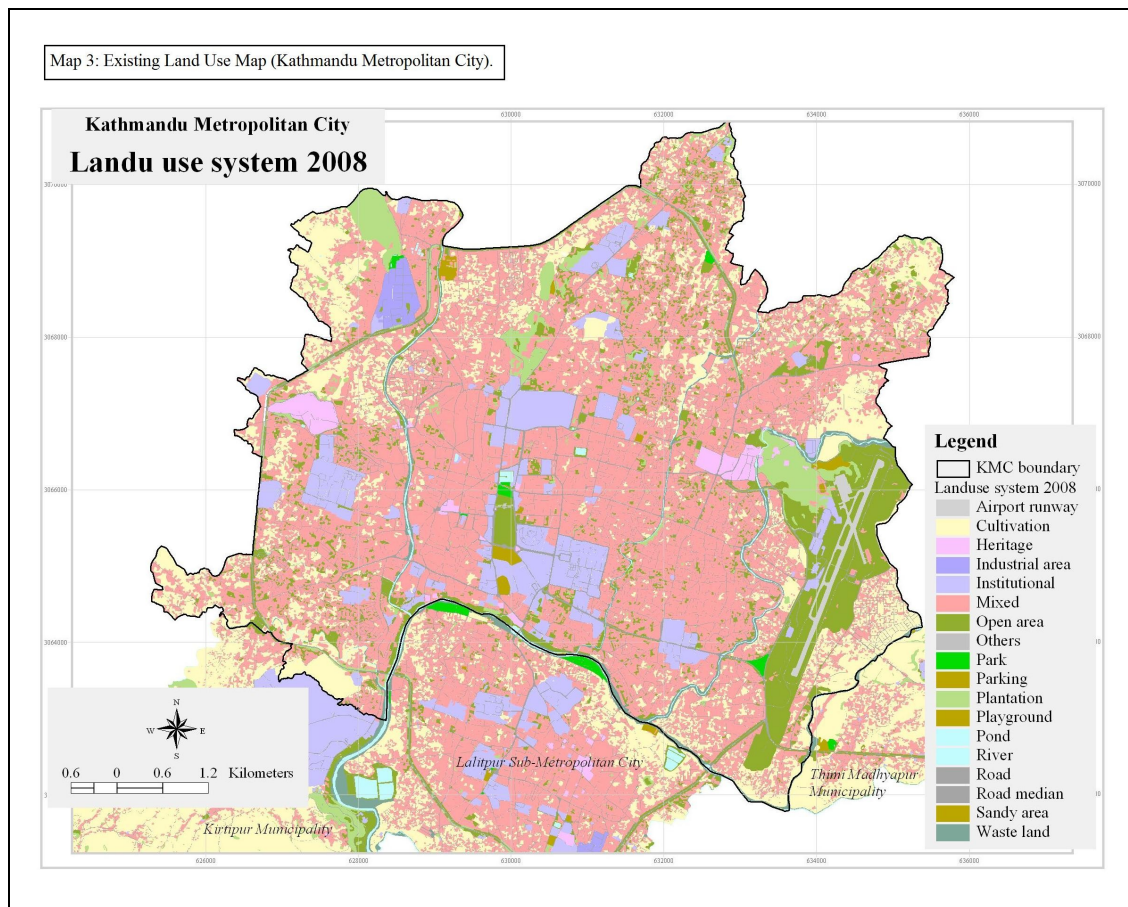 Map 3: Existing Land Use Map (Kathmandu Metropolitan City).
Kathmandu Metropolitan City
Landu use system 2008
630000
632000
634000
636000
3070000
3070000
3068000
3068000
3066000
3064000
Legend
KMC boundary
Landuse system 2008
Airport runway
Cultivation
Heritage
Industrial area
Institutional
Mixed
Open area
Others
Park
Parking
Plantation
Playground
Pond
River
Road
Road median
Sandy area
Waste land
N
W E
S
0.6 0 0.6 1.2 Kilometers
Lalitpur Sub-Metropolitan City
Thimi Madhyapur
Municipality
Kirtipur Municipality
626000
628000
630000
632000
634000
636000